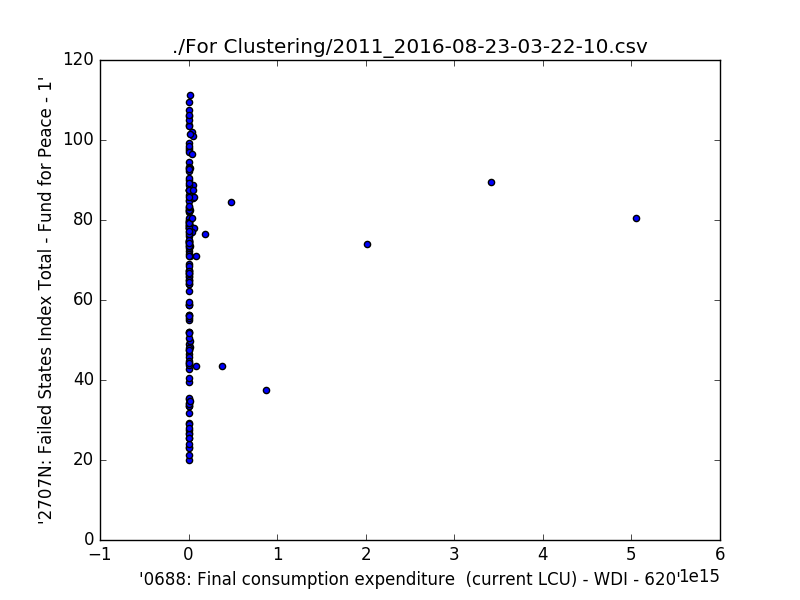 ./For Clustering/2011_2016-08-23-03-22-10.csv
120
100
80
60
40
20
0
'2707N: Failed States Index Total - Fund for Peace - 1'
−1 0 1 2 3 4 5 6
1e15
'0688: Final consumption expenditure  (current LCU) - WDI - 620'